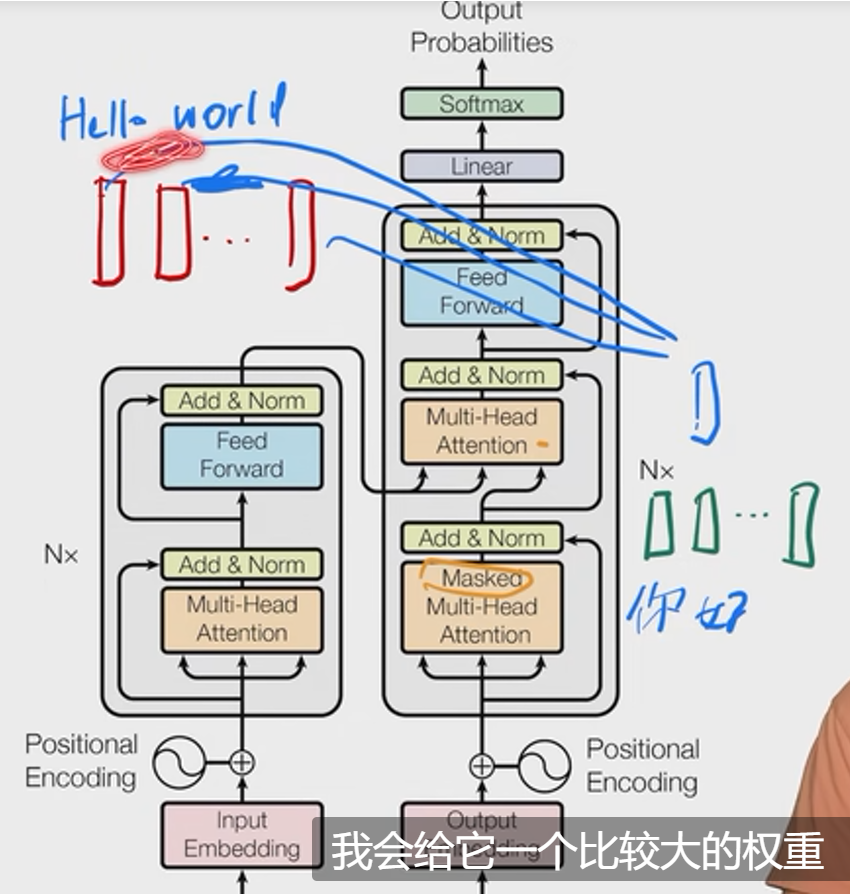 Output
Probabilities
Softmax
Hello world
Linear
Add & Norm
Feed
Forward
Add & Norm
Multi-Head
Attention
Add & Norm
Feed
Forward
Nx
Add & Norm
Masked
Multi-Head
Attention
你好
Nx
Add & Norm
Multi-Head
Attention
Positional
Encoding
Positional
Encoding
Input
Embedding
Output
Embedding
我会给它一个比较大的权重